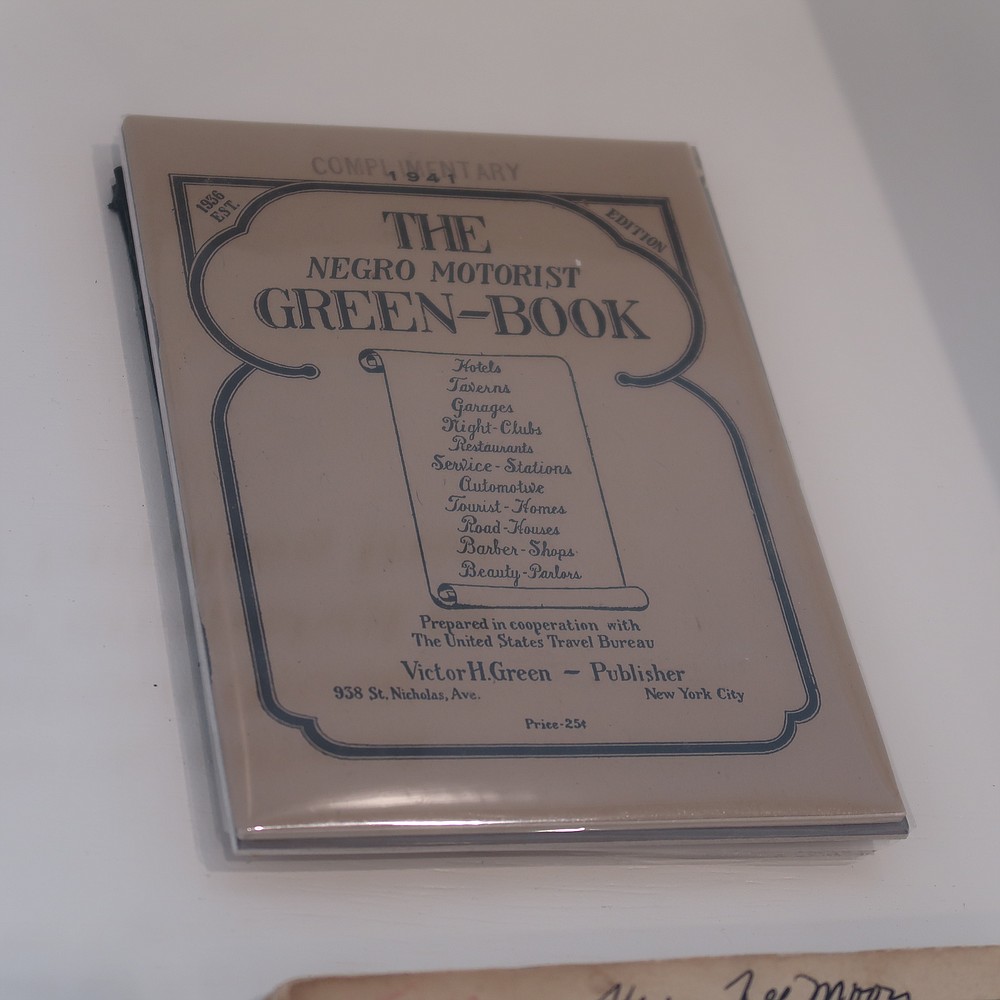 COMPLIMENTARY
1941
1936
EST.
EDITION
THE
NEGRO MOTORIST
GREEN-BOOK
Hotels
Taverns
Garages
Night-Clubs
Restaurants
Service-Stations
Automotive
Tourist-Homes
Road-Houses
Barber-Shops
Beauty-Parlors
Prepared in cooperation with
The United States Travel Bureau
Victor H. Green — Publisher
938 St. Nicholas, Ave. New York City
Price-25¢
Lee Moon